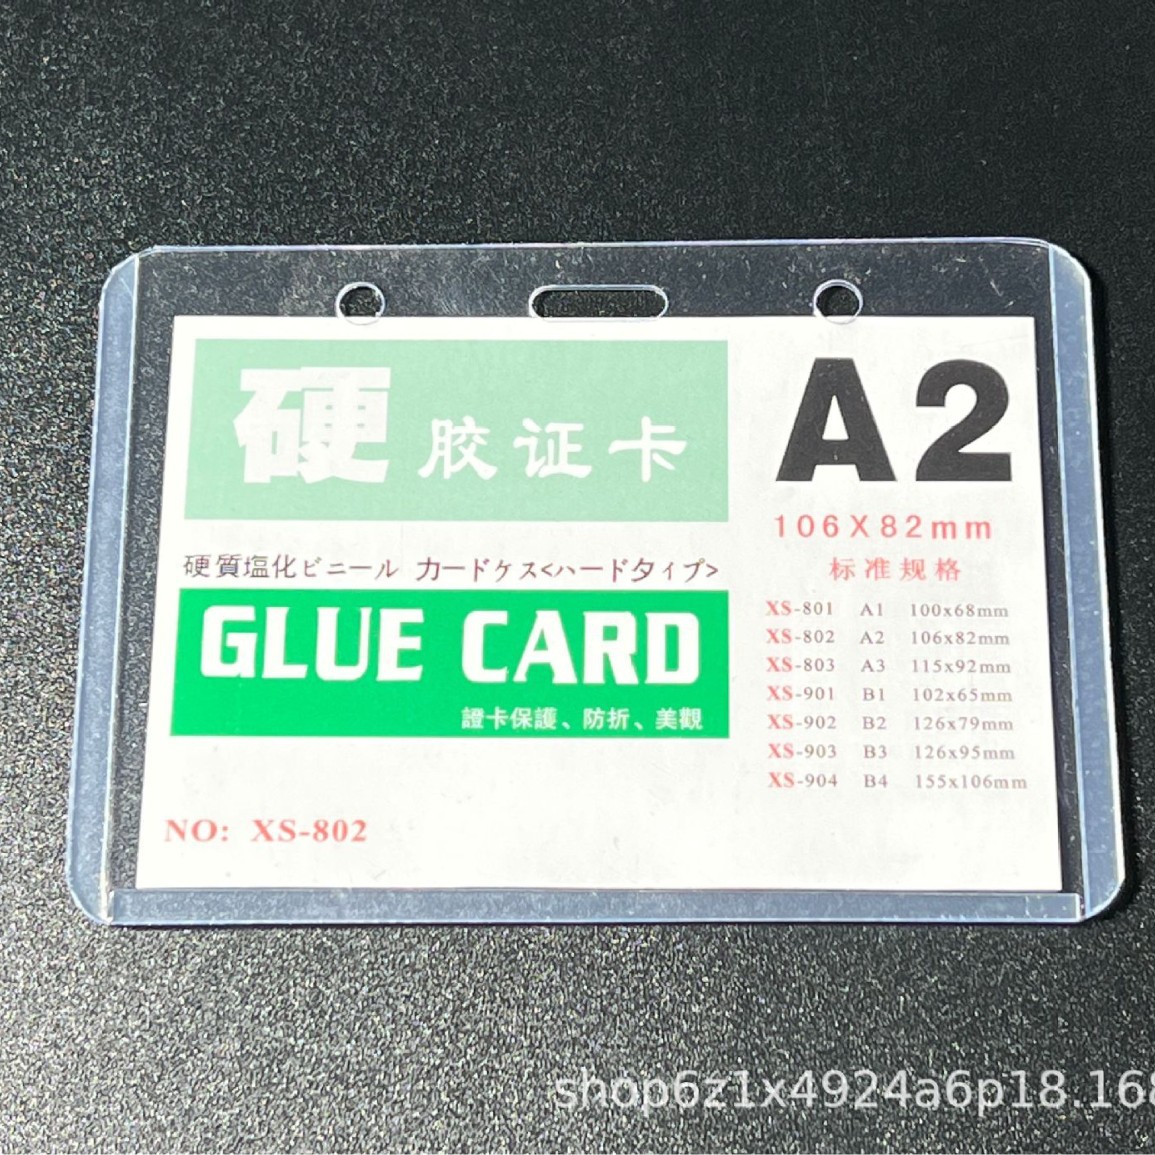 硬胶证卡
硬質塩化ビニール カードケス<ハードタイプ>
GLUE CARD
證卡保護、防折、美觀
NO: XS-802
A2
106X82mm
标准规格
XS-801 A1 100x68mm
XS-802 A2 106x82mm
XS-803 A3 115x92mm
XS-901 B1 102x65mm
XS-902 B2 126x79mm
XS-903 B3 126x95mm
XS-904 B4 155x106mm
shop6z1x4924a6p18.168